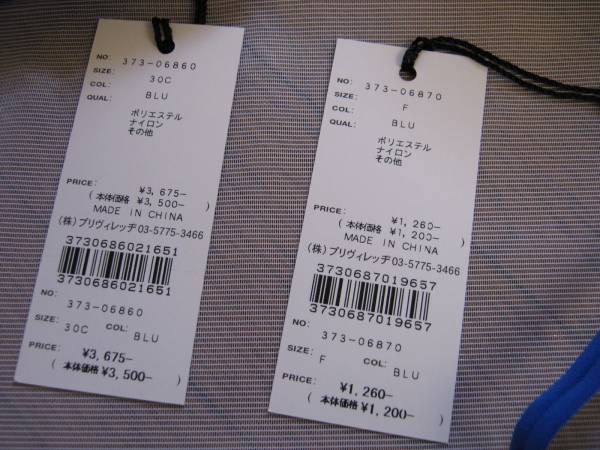 NO: 373-06860
SIZE: 30C
COL: BLU
QUAL:
ポリエステル
ナイロン
その他
PRICE: ¥3,675-
(本体価格 ¥3,500-)
MADE IN CHINA
(株)プリヴィレッヂ03-5775-3466
3730686021651
3730686021651
NO: 373-06860
SIZE: 30C COL: BLU
PRICE: ¥3,675-
(本体価格 ¥3,500-)
NO: 373-06870
SIZE: F
COL: BLU
QUAL:
ポリエステル
ナイロン
その他
PRICE: ¥1,260-
(本体価格 ¥1,200-)
MADE IN CHINA
(株)プリヴィレッヂ03-5775-3466
3730687019657
3730687019657
NO: 373-06870
SIZE: F COL: BLU
PRICE: ¥1,260-
(本体価格 ¥1,200-)